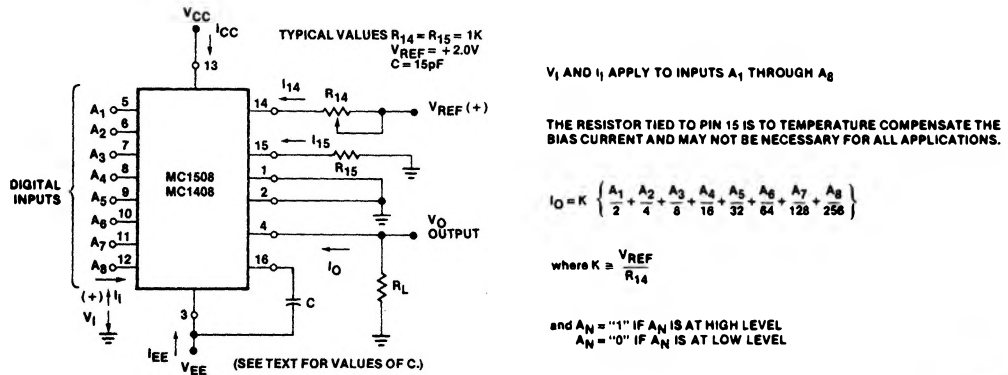 VCC
ICC
TYPICAL VALUES R14 = R15 = 1K
VREF = +2.0V
C = 15pF
13
I14
R14
14
VREF (+)
A1 5
A2 6
A3 7
A4 8
A5 9
A6 10
A7 11
A8 12
DIGITAL
INPUTS
MC1508
MC1408
15
I15
R15
1
2
4
VO
OUTPUT
IO
16
C
RL
(+) II
VI
3
IEE
VEE
(SEE TEXT FOR VALUES OF C.)
VI AND II APPLY TO INPUTS A1 THROUGH A8
THE RESISTOR TIED TO PIN 15 IS TO TEMPERATURE COMPENSATE THE
BIAS CURRENT AND MAY NOT BE NECESSARY FOR ALL APPLICATIONS.
IO = K { A1/2 + A2/4 + A3/8 + A4/16 + A5/32 + A6/64 + A7/128 + A8/256 }
where K ≅ VREF/R14
and AN = "1" IF AN IS AT HIGH LEVEL
AN = "0" IF AN IS AT LOW LEVEL